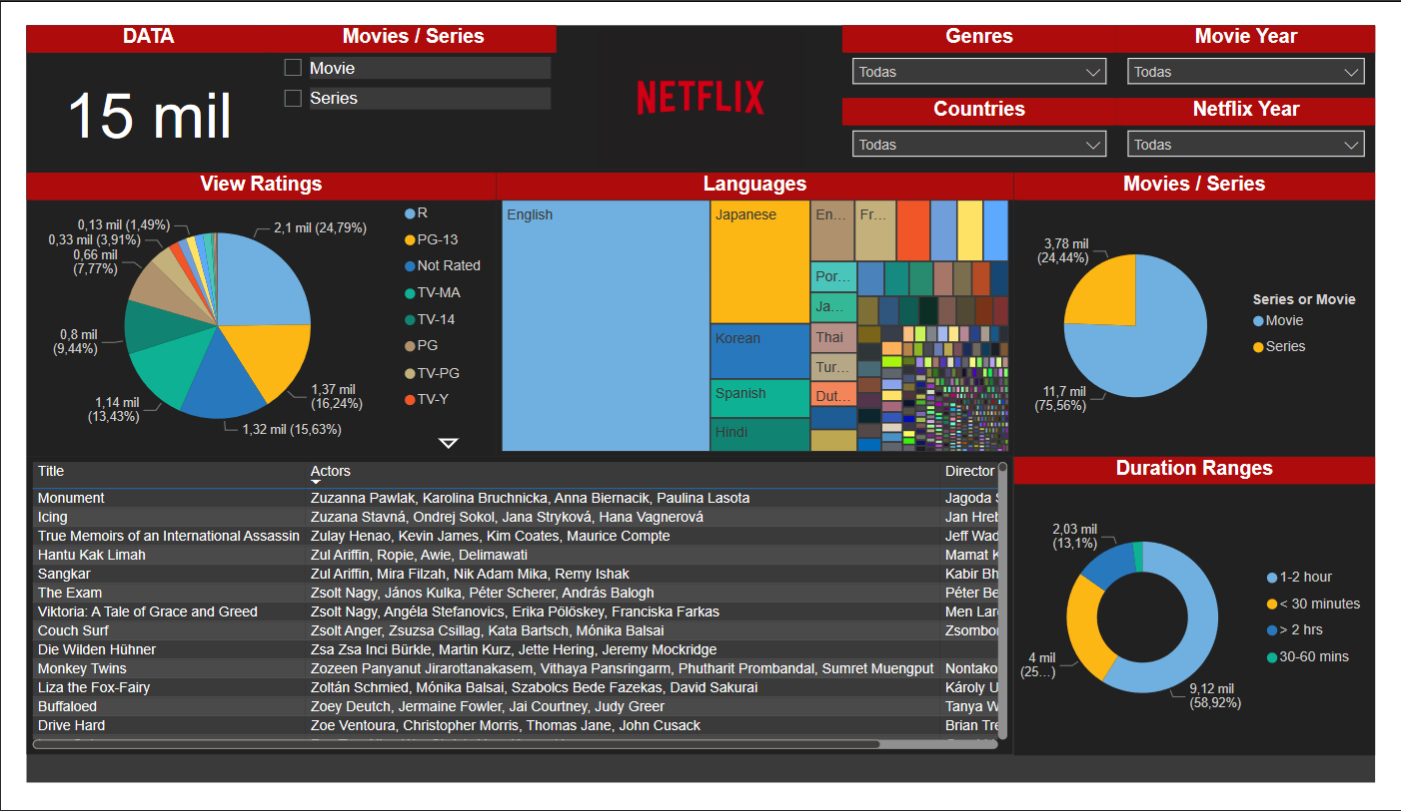 DATA
Movies / Series
Genres
Movie Year
15 mil
Movie
Series
NETFLIX
Todas
Todas
Countries
Netflix Year
Todas
Todas
View Ratings
Languages
Movies / Series
0,13 mil (1,49%)
0,33 mil (3,91%)
0,66 mil
(7,77%)
0,8 mil
(9,44%)
1,14 mil
(13,43%)
1,32 mil (15,63%)
1,37 mil
(16,24%)
2,1 mil (24,79%)
R
PG-13
Not Rated
TV-MA
TV-14
PG
TV-PG
TV-Y
English
Japanese
Korean
Spanish
Hindi
En...
Fr...
Por...
Ja...
Thai
Tur...
Dut...
3,78 mil
(24,44%)
11,7 mil
(75,56%)
Series or Movie
Movie
Series
Title Actors Director
Monument Zuzanna Pawlak, Karolina Bruchnicka, Anna Biernacik, Paulina Lasota Jagoda
Icing Zuzana Stavná, Ondrej Sokol, Jana Stryková, Hana Vagnerová Jan Hreb
True Memoirs of an International Assassin Zulay Henao, Kevin James, Kim Coates, Maurice Compte Jeff Wad
Hantu Kak Limah Zul Ariffin, Ropie, Awie, Delimawati Mamat K
Sangkar Zul Ariffin, Mira Filzah, Nik Adam Mika, Remy Ishak Kabir Bh
The Exam Zsolt Nagy, János Kulka, Péter Scherer, András Balogh Péter Be
Viktoria: A Tale of Grace and Greed Zsolt Nagy, Angéla Stefanovics, Erika Pölöskey, Franciska Farkas Men Lar
Couch Surf Zsolt Anger, Zsuzsa Csillag, Kata Bartsch, Mónika Balsai Zsombor
Die Wilden Hühner Zsa Zsa Inci Bürkle, Martin Kurz, Jette Hering, Jeremy Mockridge
Monkey Twins Zozeen Panyanut Jirarottanakasem, Vithaya Pansringarm, Phutharit Prombandal, Sumret Muengput Nontako
Liza the Fox-Fairy Zoltán Schmied, Mónika Balsai, Szabolcs Bede Fazekas, David Sakurai Károly U
Buffaloed Zoey Deutch, Jermaine Fowler, Jai Courtney, Judy Greer Tanya W
Drive Hard Zoe Ventoura, Christopher Morris, Thomas Jane, John Cusack Brian Tre
Duration Ranges
2,03 mil
(13,1%)
4 mil
(25...)
9,12 mil
(58,92%)
1-2 hour
< 30 minutes
> 2 hrs
30-60 mins